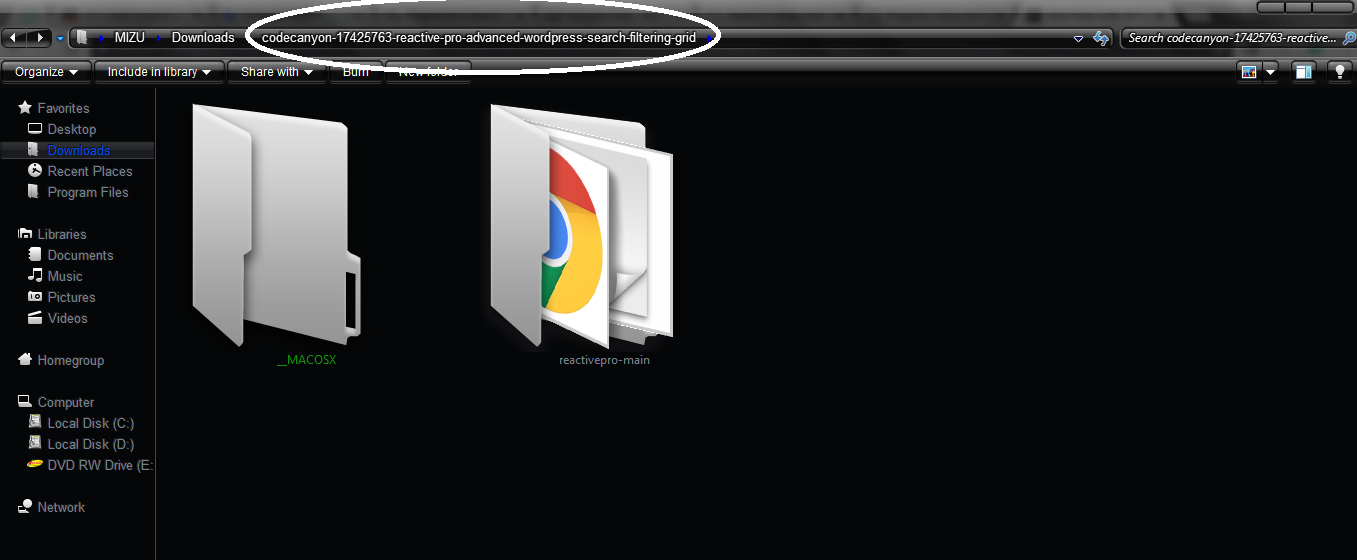 MIZU Downloads codecanyon-17425763-reactive-pro-advanced-wordpress-search-filtering-grid Search codecanyon-17425763-reactive...
Organize Include in library Share with Burn New folder
Favorites
Desktop
Downloads
Recent Places
Program Files
Libraries
Documents
Music
Pictures
Videos
Homegroup
Computer
Local Disk (C:)
Local Disk (D:)
DVD RW Drive (E:
Network
__MACOSX
reactivepro-main